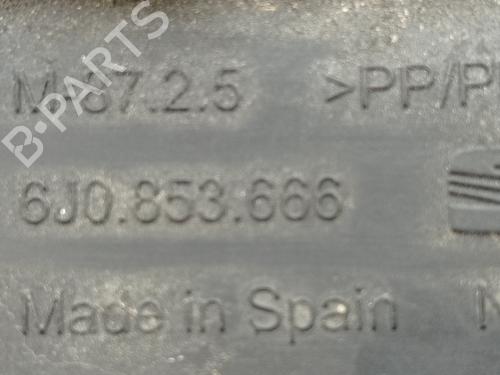 B-PARTS
M-87.2.5 >PP/P
6J0.853.666
Made in Spain N